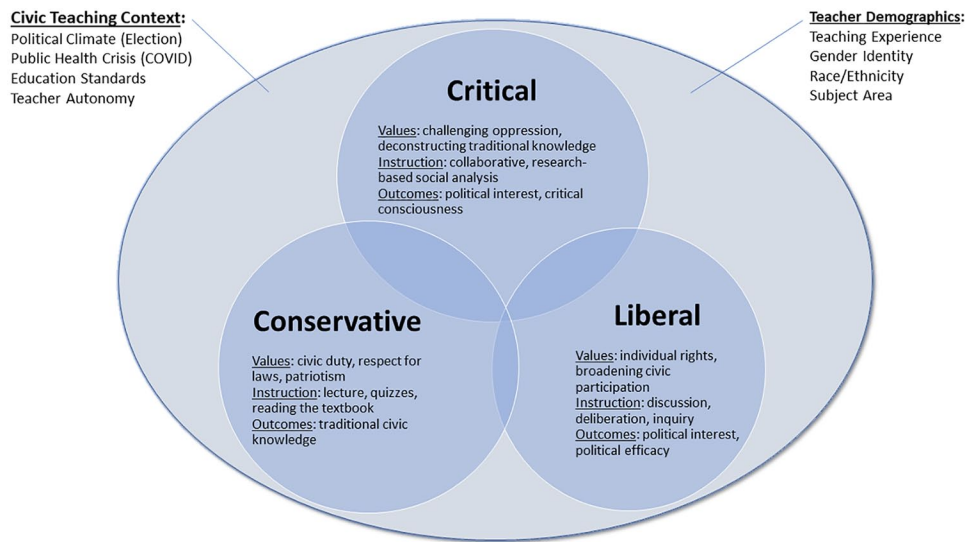 Civic Teaching Context:
Political Climate (Election)
Public Health Crisis (COVID)
Education Standards
Teacher Autonomy
Teacher Demographics:
Teaching Experience
Gender Identity
Race/Ethnicity
Subject Area
Critical
Values: challenging oppression,
deconstructing traditional knowledge
Instruction: collaborative, research-
based social analysis
Outcomes: political interest, critical
consciousness
Conservative
Values: civic duty, respect for
laws, patriotism
Instruction: lecture, quizzes,
reading the textbook
Outcomes: traditional civic
knowledge
Liberal
Values: individual rights,
broadening civic
participation
Instruction: discussion,
deliberation, inquiry
Outcomes: political interest,
political efficacy